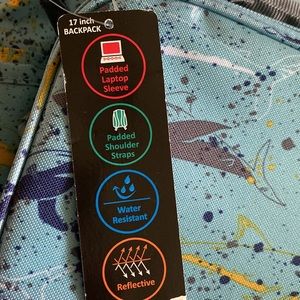 17 inch
BACKPACK
Padded
Laptop
Sleeve
Padded
Shoulder
Straps
Water
Resistant
Reflective